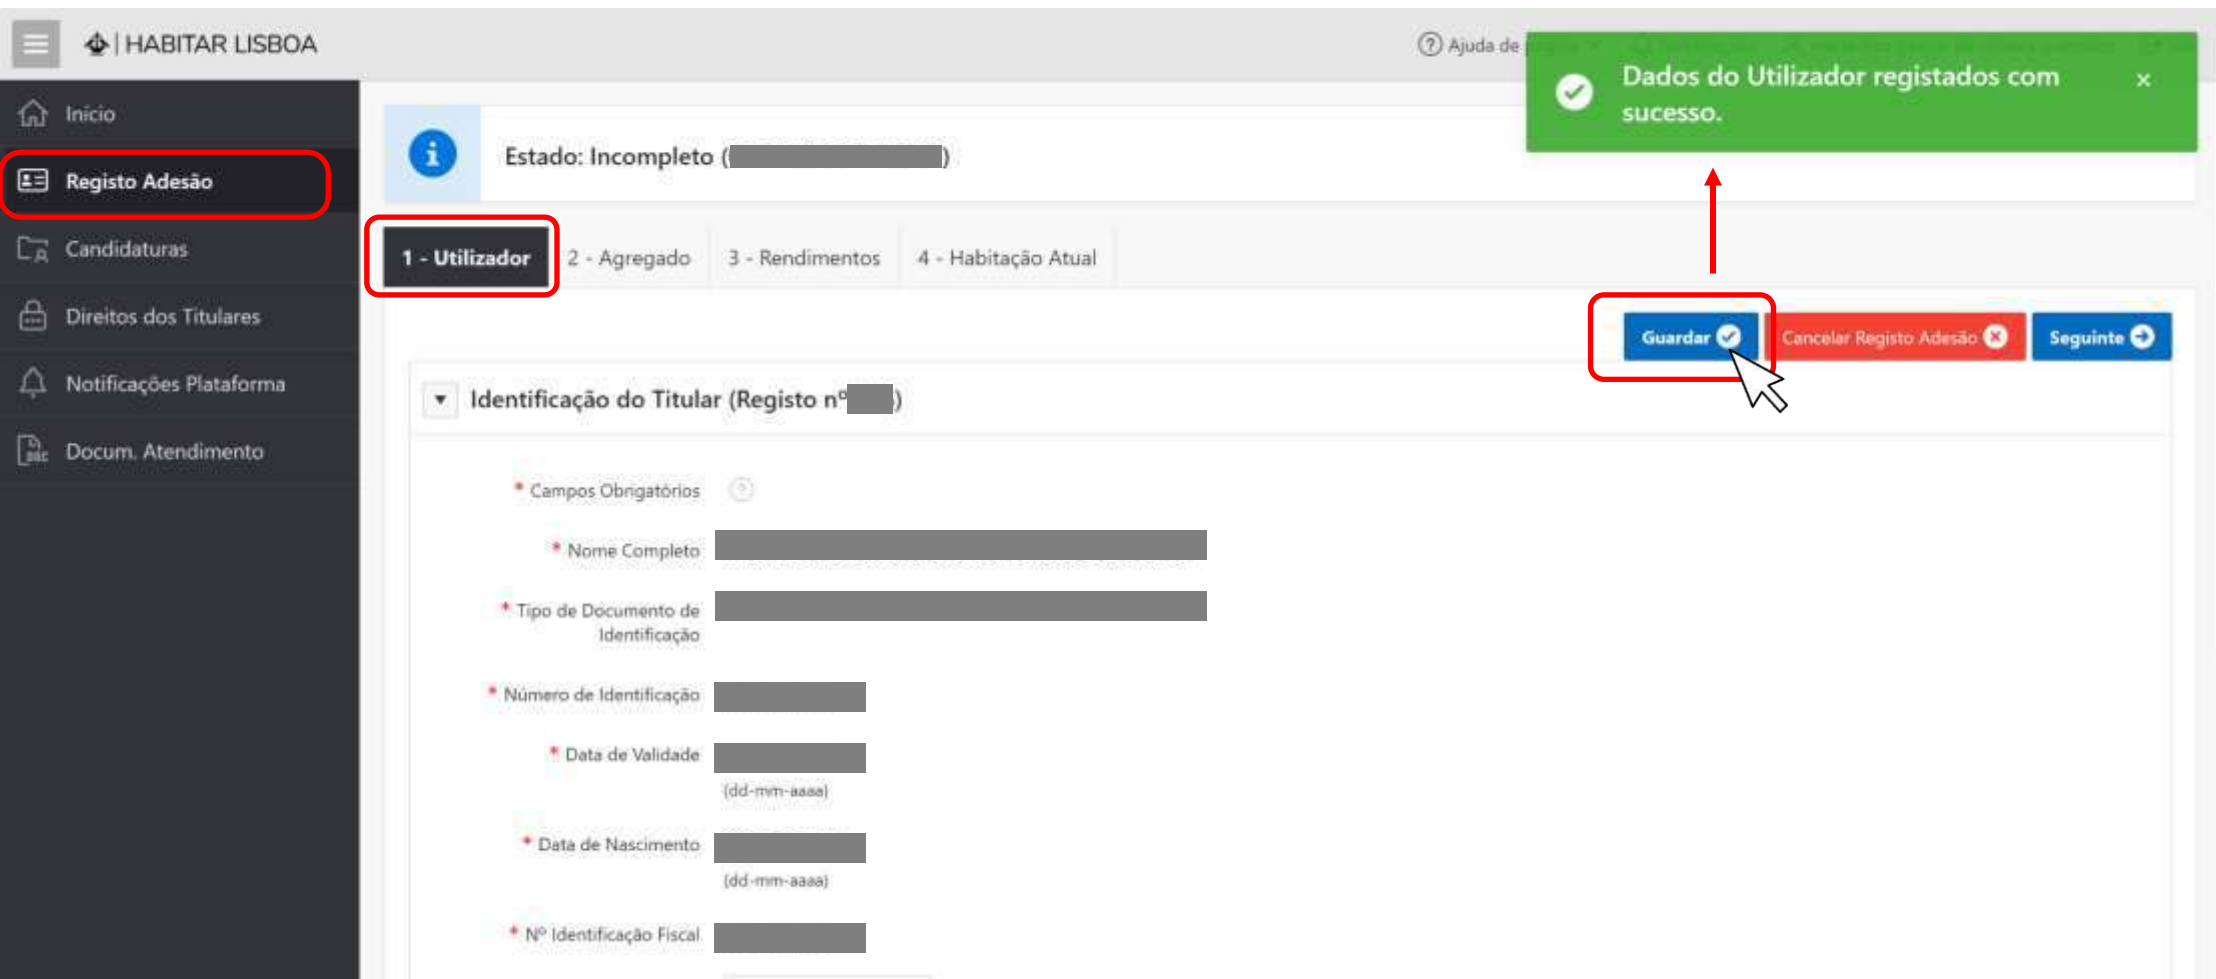 HABITAR LISBOA
Ajuda de
Dados do Utilizador registados com
sucesso.
Início
Registo Adesão
Candidaturas
Direitos dos Titulares
Notificações Plataforma
Docum. Atendimento
Estado: Incompleto ( )
1 - Utilizador
2 - Agregado
3 - Rendimentos
4 - Habitação Atual
Guardar
Cancelar Registo Adesão
Seguinte
Identificação do Titular (Registo nº )
* Campos Obrigatórios
* Nome Completo
* Tipo de Documento de
Identificação
* Número de Identificação
* Data de Validade
(dd-mm-aaaa)
* Data de Nascimento
(dd-mm-aaaa)
* Nº Identificação Fiscal